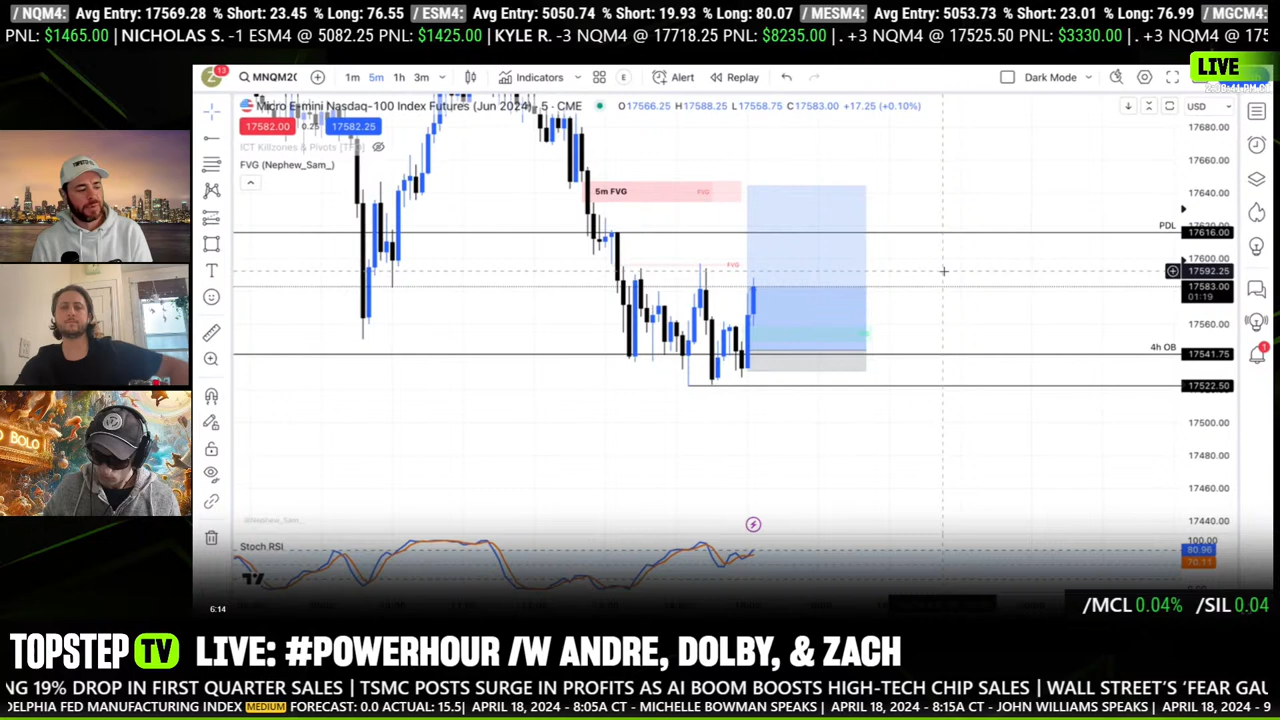 / NQM4: Avg Entry: 17569.28 % Short: 23.45 % Long: 76.55 / ESM4: Avg Entry: 5050.74 % Short: 19.93 % Long: 80.07 / MESM4: Avg Entry: 5053.73 % Short: 23.01 % Long: 76.99 / MGCM4:
PNL: $1465.00 | NICHOLAS S. -1 ESM4 @ 5082.25 PNL: $1425.00 | KYLE R. -3 NQM4 @ 17718.25 PNL: $8235.00 | . +3 NQM4 @ 17525.50 PNL: $3330.00 | . +3 NQM4 @ 175
LIVE
Z 13 MNQM20 1m 5m 1h 3m Indicators E Alert Replay Dark Mode
Micro E-mini Nasdaq-100 Index Futures (Jun 2024) · 5 · CME O17566.25 H17588.25 L17558.75 C17583.00 +17.25 (+0.10%) USD
17582.00 0.25 17582.25
ICT Killzones & Pivots [TFO]
FVG (Nephew_Sam_)
17680.00
17660.00
5m FVG FVG 17640.00
PDL 17616.00
17600.00
FVG
17592.25
17583.00
01:19
17560.00
4h OB 17541.75
17522.50
17500.00
17480.00
17460.00
17440.00
@Nephew_Sam_
Stoch RSI 100.00
80.96
70.11
6:14
/MCL 0.04% /SIL 0.04
TOPSTEP TV LIVE: #POWERHOUR /W ANDRE, DOLBY, & ZACH
NG 19% DROP IN FIRST QUARTER SALES | TSMC POSTS SURGE IN PROFITS AS AI BOOM BOOSTS HIGH-TECH CHIP SALES | WALL STREET'S 'FEAR GAU
DELPHIA FED MANUFACTURING INDEX MEDIUM FORECAST: 0.0 ACTUAL: 15.5| APRIL 18, 2024 - 8:05A CT - MICHELLE BOWMAN SPEAKS | APRIL 18, 2024 - 8:15A CT - JOHN WILLIAMS SPEAKS | APRIL 18, 2024 - 9